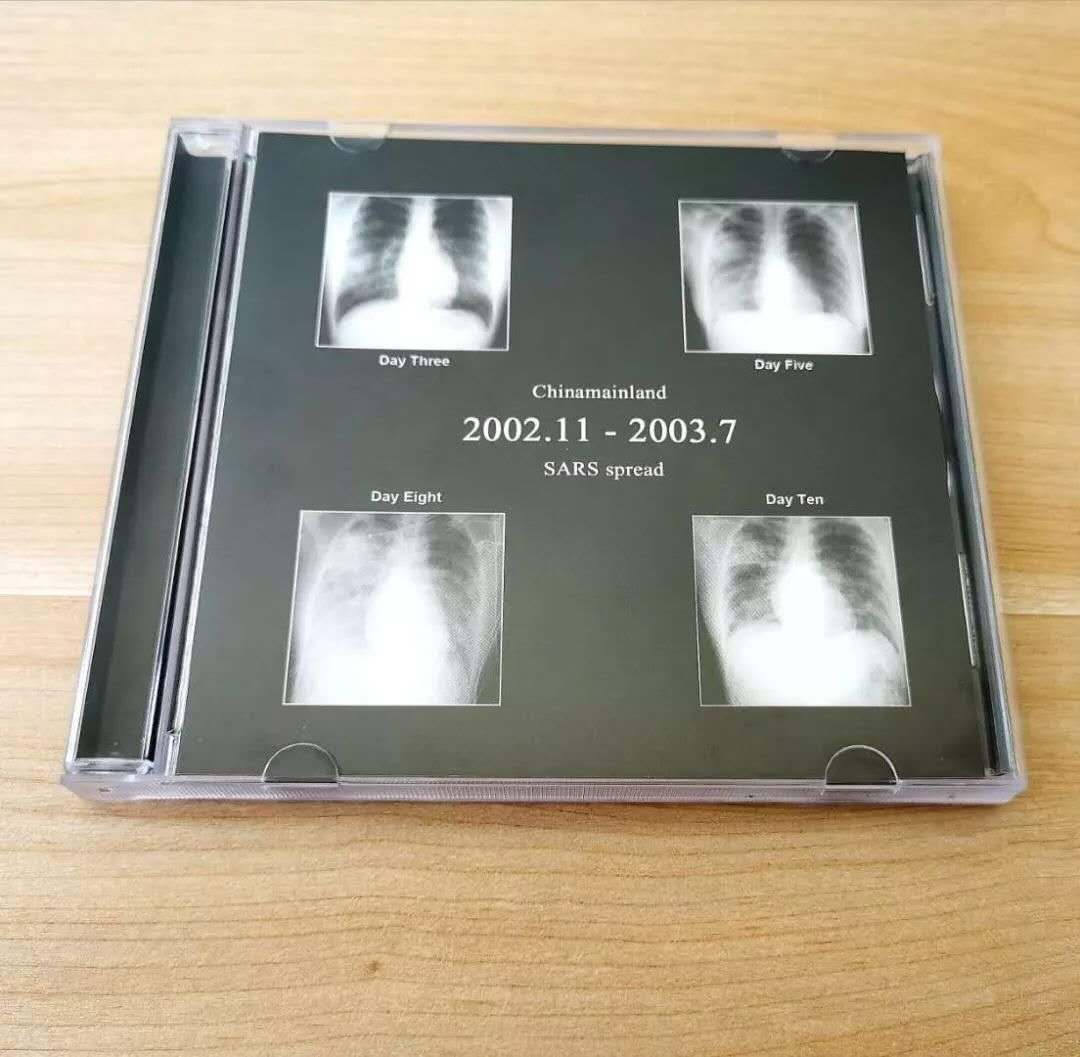 Day Three
Day Five
Chinamainland
2002.11 - 2003.7
SARS spread
Day Eight
Day Ten